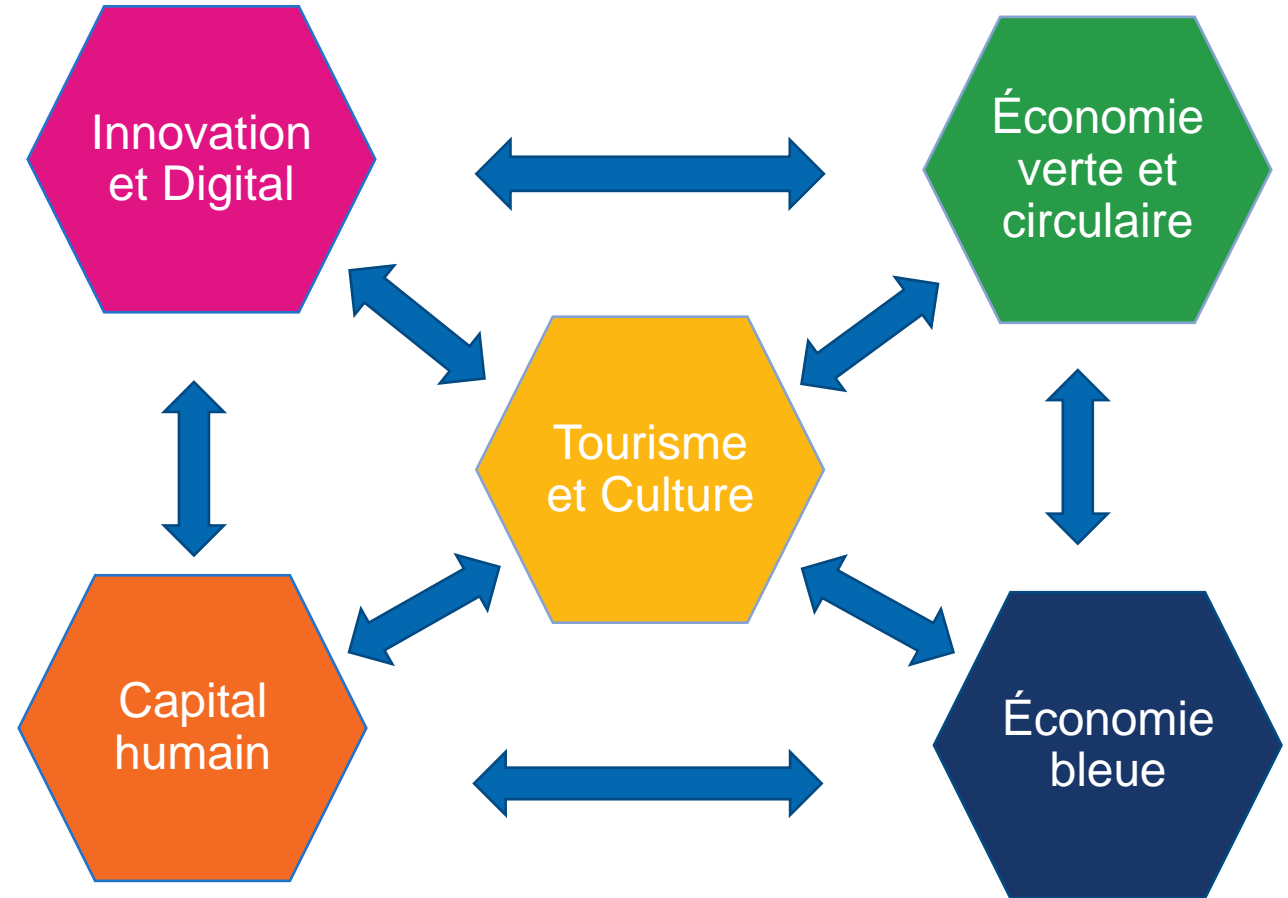 Innovation
et Digital
Économie
verte et
circulaire
Tourisme
et Culture
Capital
humain
Économie
bleue